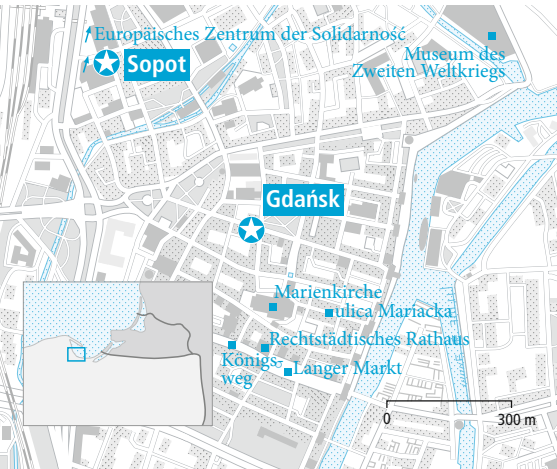 Europäisches Zentrum der Solidarność
Sopot
Museum des
Zweiten Weltkriegs
Gdańsk
Marienkirche
ulica Mariacka
Rechtstädtisches Rathaus
Königs-
weg
Langer Markt
0
300 m